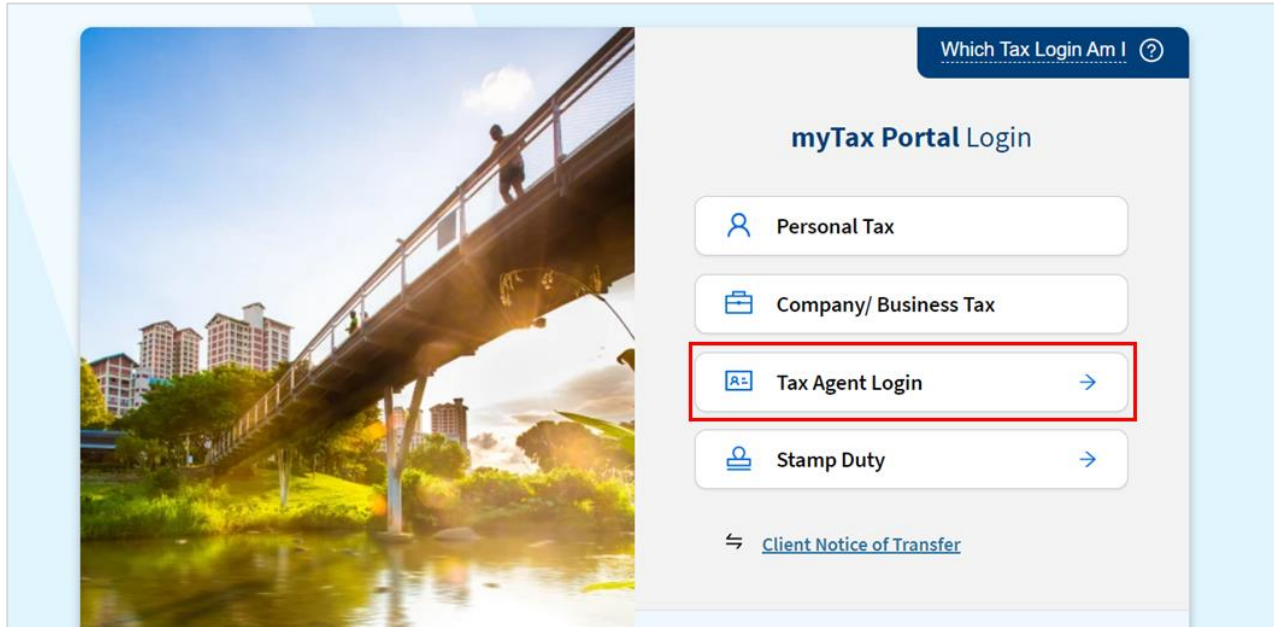 Which Tax Login Am I
myTax Portal Login
Personal Tax
Company/ Business Tax
Tax Agent Login
Stamp Duty
Client Notice of Transfer